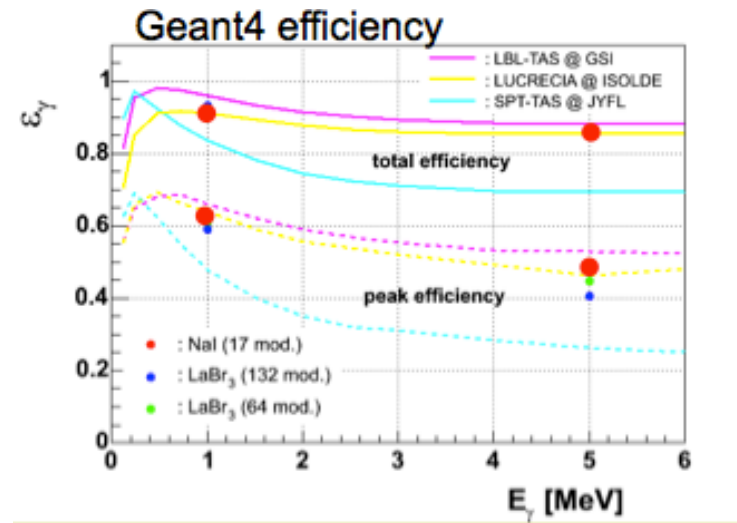 Geant4 efficiency
: LBL-TAS @ GSI
: LUCRECIA @ ISOLDE
: SPT-TAS @ JYFL
εγ
1
0.8
0.6
0.4
0.2
0
total efficiency
peak efficiency
: NaI (17 mod.)
: LaBr₃ (132 mod.)
: LaBr₃ (64 mod.)
0 1 2 3 4 5 6
Eγ [MeV]